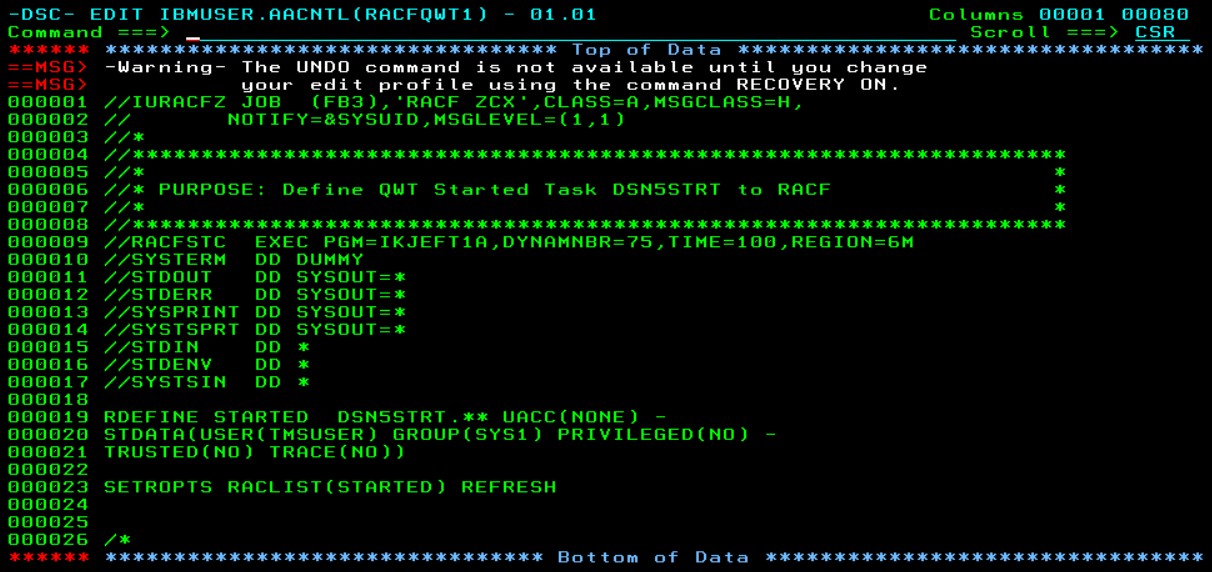 -DSC- EDIT IBMUSER.AACNTL(RACFQWT1) - 01.01 Columns 00001 00080
Command ===> Scroll ===> CSR
****** ********************************* Top of Data **********************************
==MSG> -Warning- The UNDO command is not available until you change
==MSG> your edit profile using the command RECOVERY ON.
000001 //IURACFZ JOB  (FB3),'RACF ZCX',CLASS=A,MSGCLASS=H,
000002 //       NOTIFY=&SYSUID,MSGLEVEL=(1,1)
000003 //*
000004 //********************************************************************
000005 //*                                                                  *
000006 //* PURPOSE: Define QWT Started Task DSN5STRT to RACF                *
000007 //*                                                                  *
000008 //********************************************************************
000009 //RACFSTC  EXEC PGM=IKJEFT1A,DYNAMNBR=75,TIME=100,REGION=6M
000010 //SYSTERM  DD DUMMY
000011 //STDOUT   DD SYSOUT=*
000012 //STDERR   DD SYSOUT=*
000013 //SYSPRINT DD SYSOUT=*
000014 //SYSTSPRT DD SYSOUT=*
000015 //STDIN    DD *
000016 //STDENV   DD *
000017 //SYSTSIN  DD *
000018
000019 RDEFINE STARTED  DSN5STRT.** UACC(NONE) -
000020 STDATA(USER(TMSUSER) GROUP(SYS1) PRIVILEGED(NO) -
000021 TRUSTED(NO) TRACE(NO))
000022
000023 SETROPTS RACLIST(STARTED) REFRESH
000024
000025
000026 /*
****** ******************************** Bottom of Data ********************************